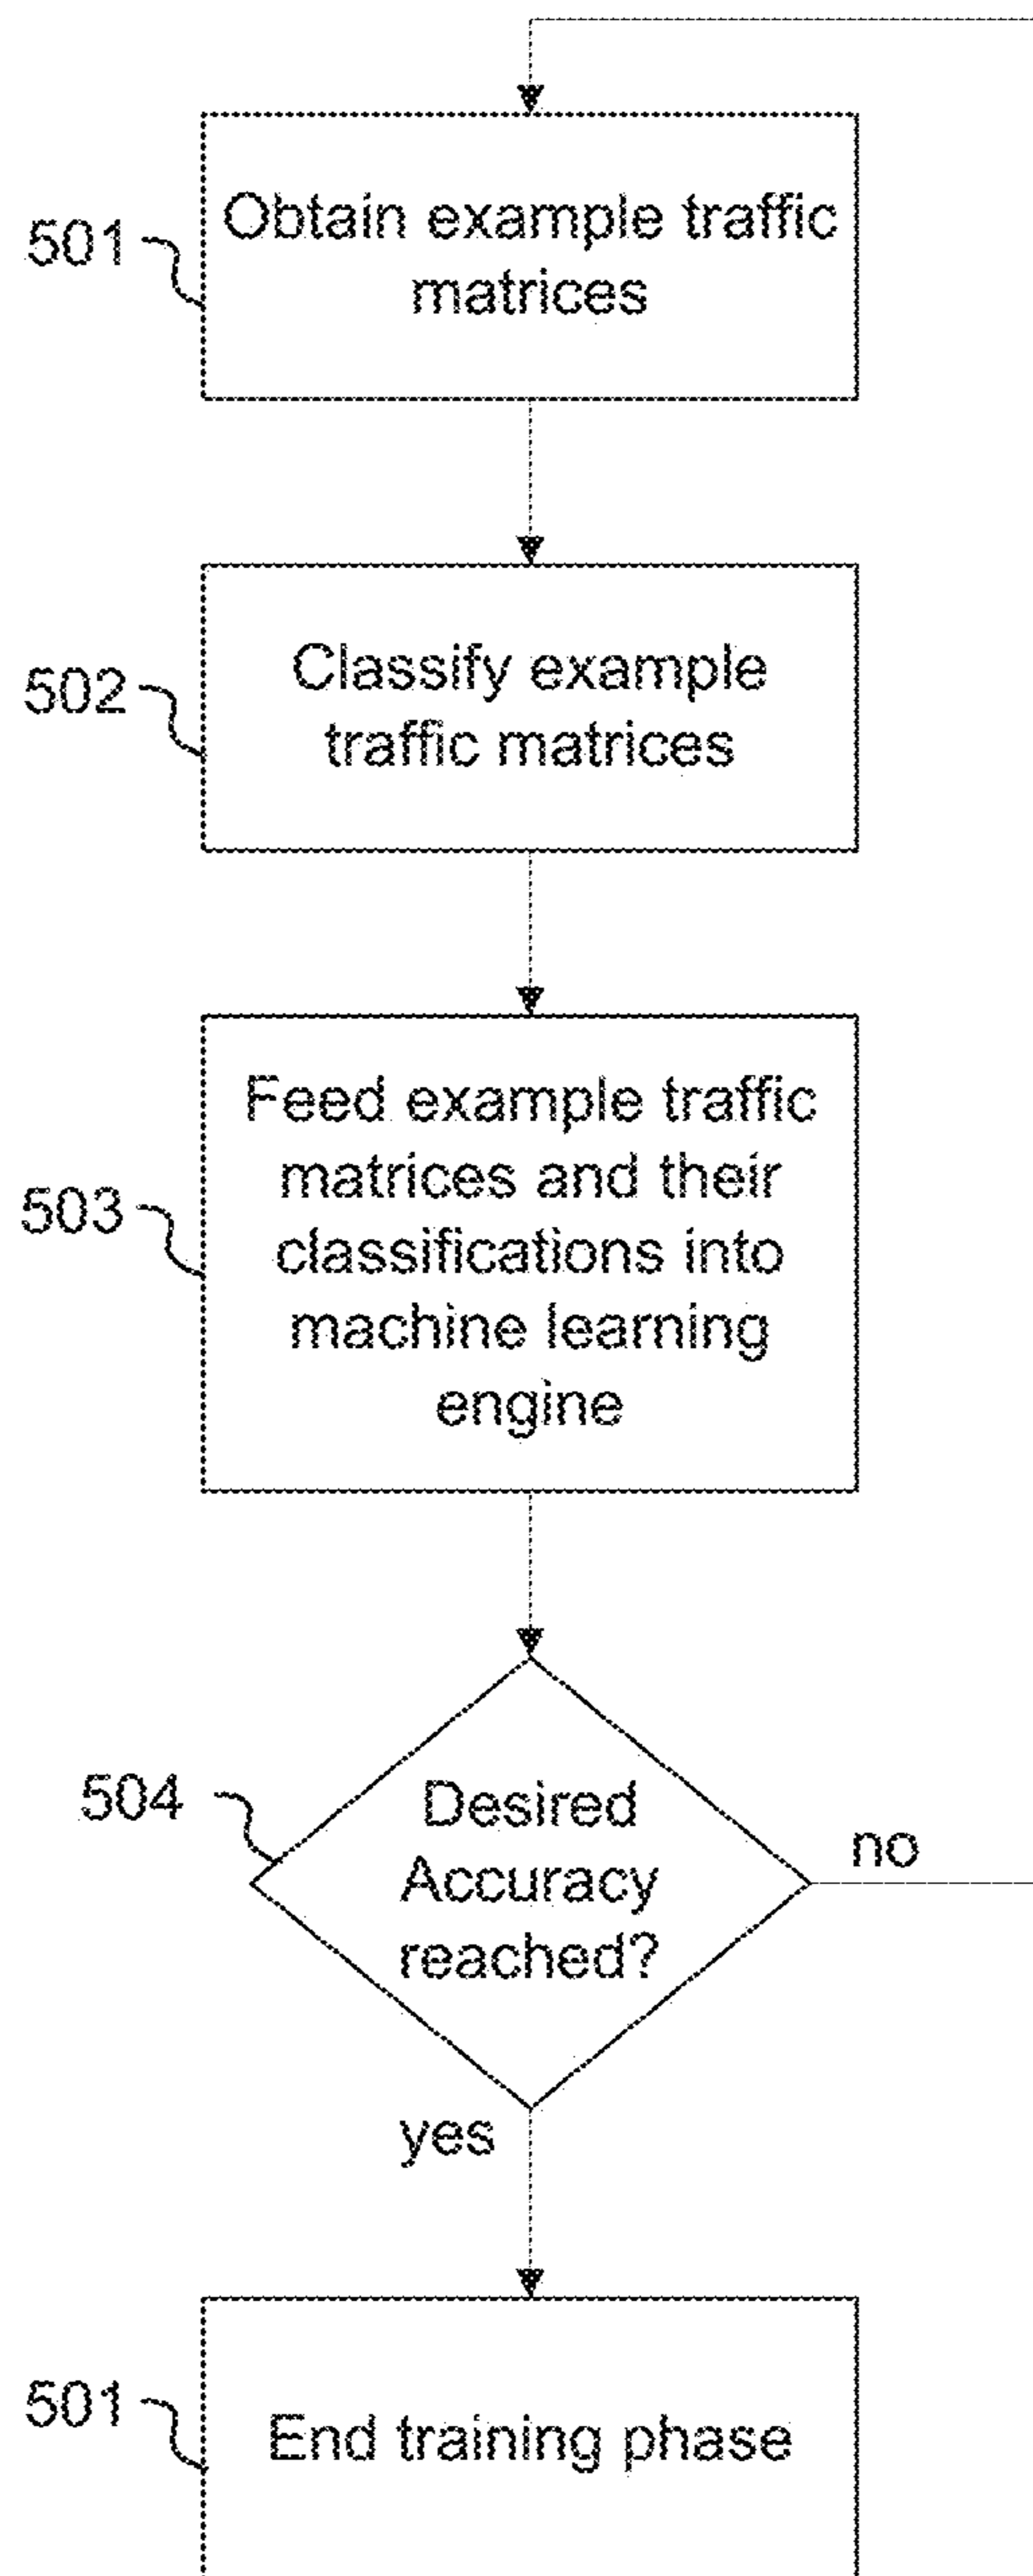 501
Obtain example traffic
matrices
502
Classify example
traffic matrices
503
Feed example traffic
matrices and their
classifications into
machine learning
engine
504
Desired
Accuracy
reached?
no
yes
501
End training phase